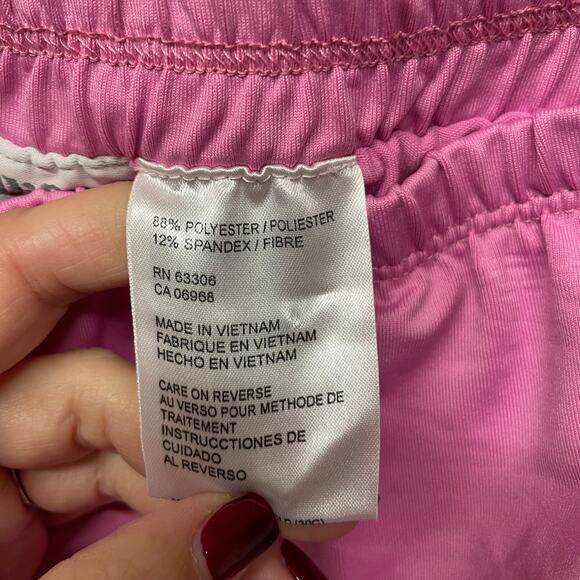 88% POLYESTER / POLIESTER
12% SPANDEX / FIBRE
RN 63306
CA 06968
MADE IN VIETNAM
FABRIQUE EN VIETNAM
HECHO EN VIETNAM
CARE ON REVERSE
AU VERSO POUR METHODE DE
TRAITEMENT
INSTRUCCTIONES DE
CUIDADO
AL REVERSO